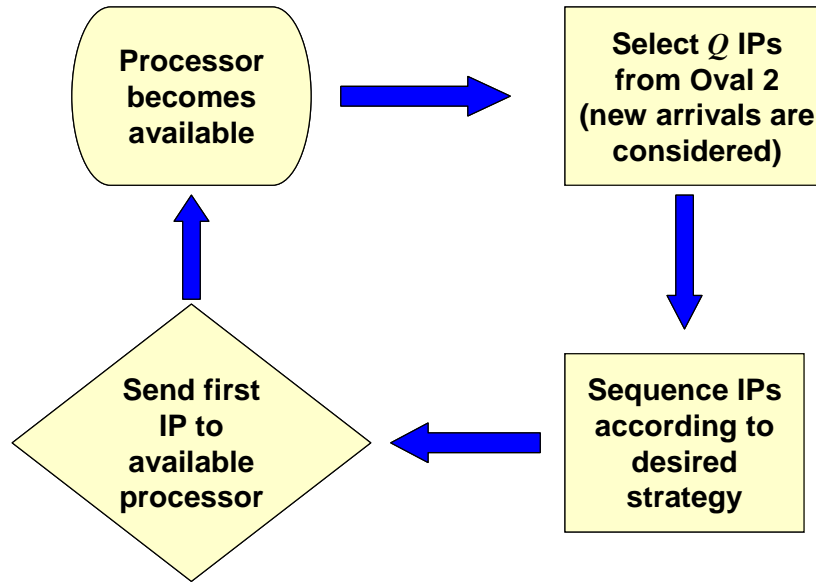 Processor
becomes
available
Select Q IPs
from Oval 2
(new arrivals are
considered)
Sequence IPs
according to
desired
strategy
Send first
IP to
available
processor